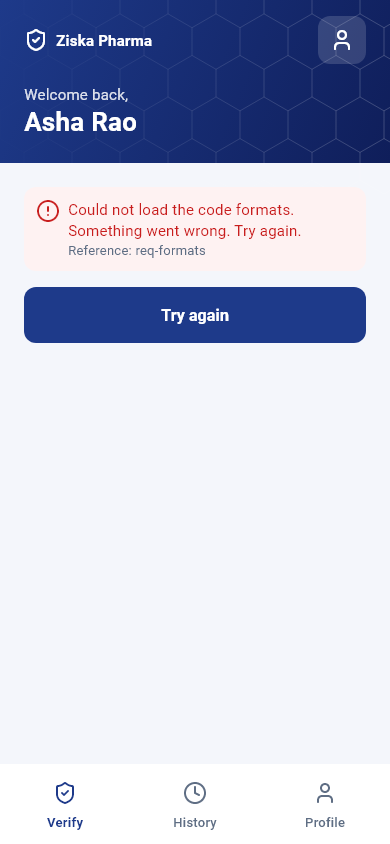 Ziska Pharma
Welcome back,
Asha Rao
Could not load the code formats.
Something went wrong. Try again.
Reference: req-formats
Try again
Verify
History
Profile